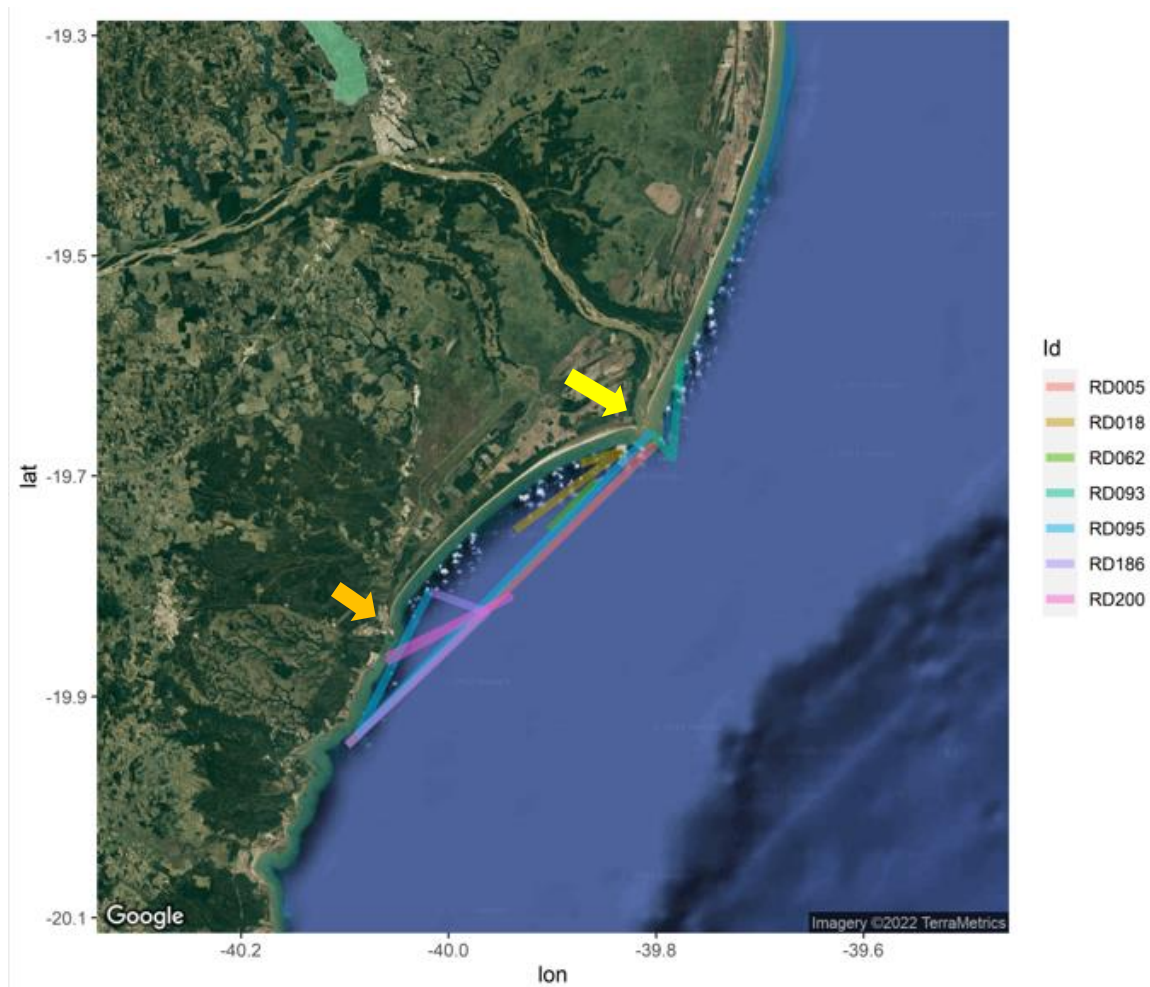 -19.3
-19.5
-19.7
-19.9
-20.1
lat
Google
Imagery ©2022 TerraMetrics
-40.2
-40.0
-39.8
-39.6
lon
Id
RD005
RD018
RD062
RD093
RD095
RD186
RD200